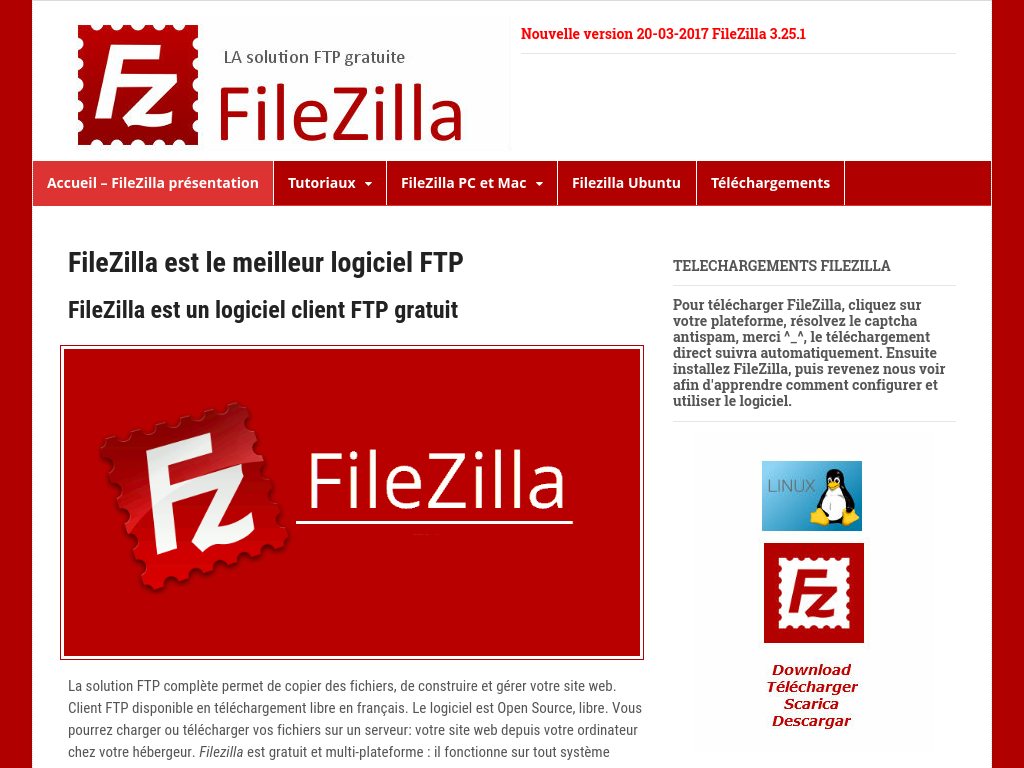 Fz
LA solution FTP gratuite
FileZilla
Nouvelle version 20-03-2017 FileZilla 3.25.1
Accueil – FileZilla présentation
Tutoriaux
FileZilla PC et Mac
Filezilla Ubuntu
Téléchargements
FileZilla est le meilleur logiciel FTP
FileZilla est un logiciel client FTP gratuit
Fz
FileZilla
La solution FTP complète permet de copier des fichiers, de construire et gérer votre site web.
Client FTP disponible en téléchargement libre en français. Le logiciel est Open Source, libre. Vous
pourrez charger ou télécharger vos fichiers sur un serveur: votre site web depuis votre ordinateur
chez votre hébergeur. Filezilla est gratuit et multi-plateforme : il fonctionne sur tout système
TELECHARGEMENTS FILEZILLA
Pour télécharger FileZilla, cliquez sur
votre plateforme, résolvez le captcha
antispam, merci ^_^, le téléchargement
direct suivra automatiquement. Ensuite
installez FileZilla, puis revenez nous voir
afin d'apprendre comment configurer et
utiliser le logiciel.
LINUX
Fz
Download
Télécharger
Scarica
Descargar